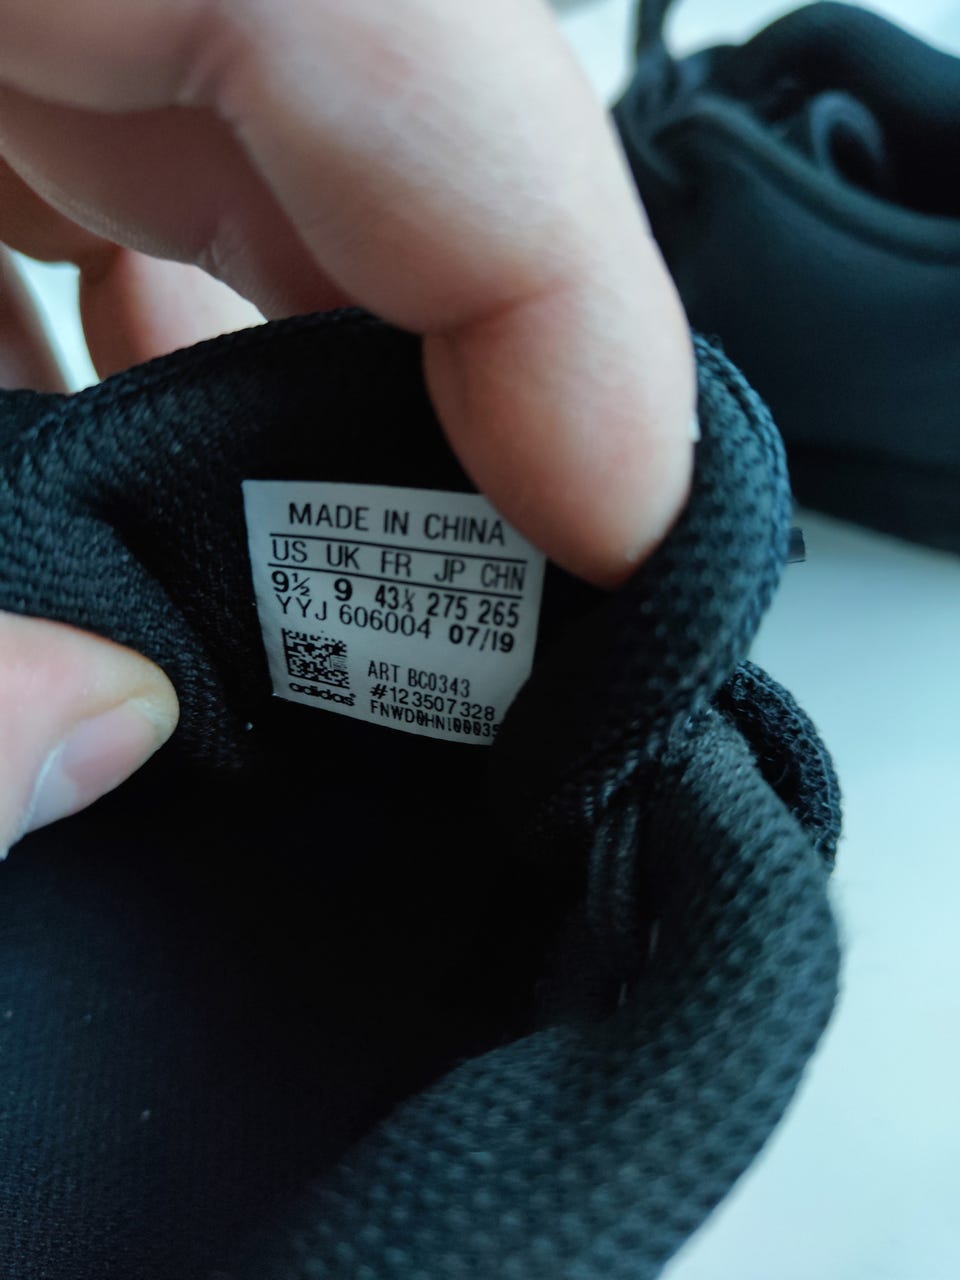 MADE IN CHINA
US UK FR JP CHN
9½ 9 43⅓ 275 265
YYJ 606004 07/19
ART BC0343
#123507328
adidas